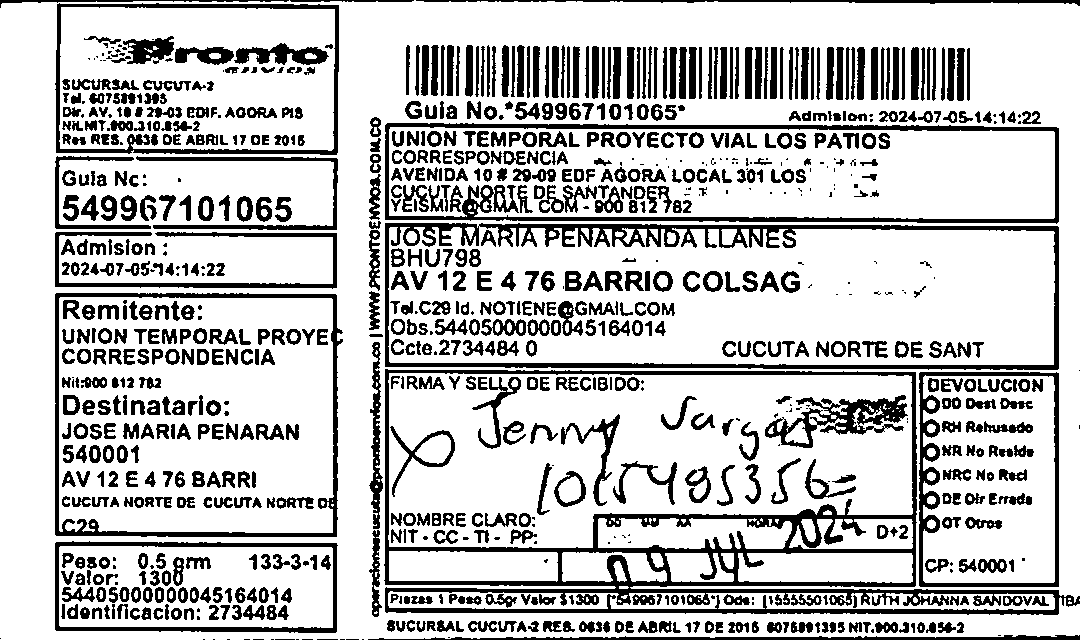 Pronto
ENVIOS
SUCURSAL CUCUTA-2
Tel. 6075891395
Dir. AV. 10 # 29-03 EDIF. AGORA PIS
Nit.NIT.900.310.856-2
Res RES. 0636 DE ABRIL 17 DE 2015
Guia No:
549967101065
Admision :
2024-07-05-14:14:22
Remitente:
UNION TEMPORAL PROYEC
CORRESPONDENCIA
Nit:900 812 782
Destinatario:
JOSE MARIA PENARAN
540001
AV 12 E 4 76 BARRI
CUCUTA NORTE DE CUCUTA NORTE DE
C29
Peso: 0.5 grm 133-3-14
Valor: 1300
54405000000045164014
Identificacion: 2734484
operacionescucuta@prontoenvios.com.co | WWW.PRONTOENVIOS.COM.CO
Guia No.*549967101065*
Admision: 2024-07-05-14:14:22
UNION TEMPORAL PROYECTO VIAL LOS PATIOS
CORRESPONDENCIA
AVENIDA 10 # 29-09 EDF AGORA LOCAL 301 LOS
CUCUTA NORTE DE SANTANDER
YEISMIR@GMAIL COM - 900 812 782
JOSE MARIA PENARANDA LLANES
BHU798
AV 12 E 4 76 BARRIO COLSAG
Tel.C29 Id. NOTIENE@GMAIL.COM
Obs.54405000000045164014
Ccte.2734484 0 CUCUTA NORTE DE SANT
FIRMA Y SELLO DE RECIBIDO:
Jenny Vargas
1015485356=
NOMBRE CLARO:
NIT - CC - TI - PP:
DD MM AA HORA
D+2
09 JUL 2024
DEVOLUCION
DD Dest Desc
RH Rehusado
NR No Reside
NRC No Recl
DE Dir Errada
OT Otros
CP: 540001
Piezas 1 Peso 0.5gr Valor $1300 [*549967101065*] Ode: [15555501065] RUTH JOHANNA SANDOVAL TIBA
SUCURSAL CUCUTA-2 RES. 0636 DE ABRIL 17 DE 2015 6075891395 NIT.900.310.856-2